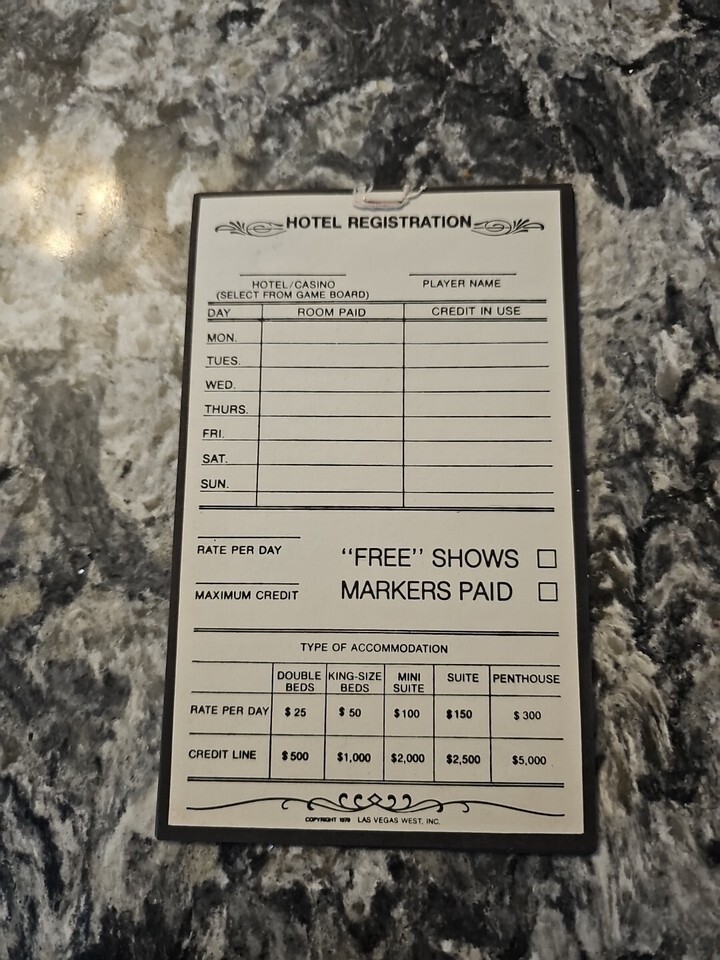 HOTEL REGISTRATION
HOTEL/CASINO PLAYER NAME
(SELECT FROM GAME BOARD)
DAY ROOM PAID CREDIT IN USE
MON.
TUES.
WED.
THURS.
FRI.
SAT.
SUN.
RATE PER DAY "FREE" SHOWS
MAXIMUM CREDIT MARKERS PAID
TYPE OF ACCOMMODATION
DOUBLE KING-SIZE MINI SUITE PENTHOUSE
BEDS BEDS SUITE
RATE PER DAY $25 $50 $100 $150 $300
CREDIT LINE $500 $1,000 $2,000 $2,500 $5,000
COPYRIGHT 1979 LAS VEGAS WEST, INC.